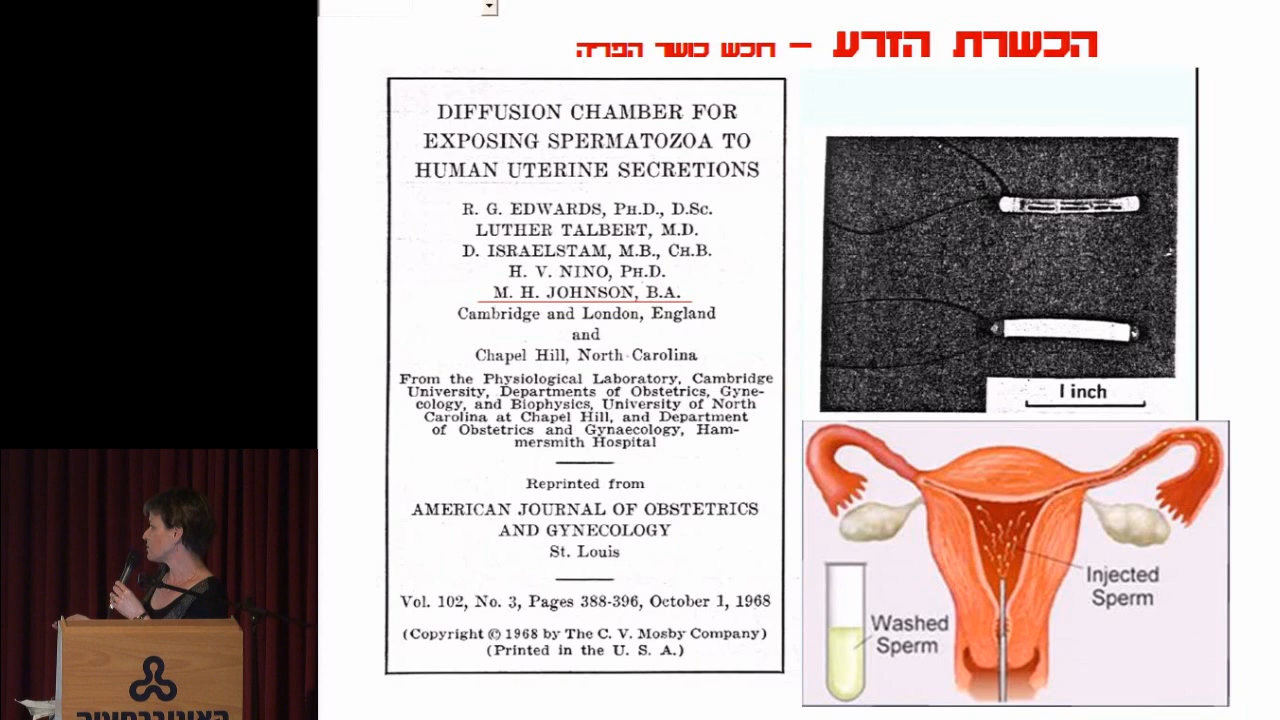 הכשרת הזרע – רוכש כושר הפריה
DIFFUSION CHAMBER FOR
EXPOSING SPERMATOZOA TO
HUMAN UTERINE SECRETIONS
R. G. EDWARDS, PH.D., D.SC.
LUTHER TALBERT, M.D.
D. ISRAELSTAM, M.B., CH.B.
H. V. NINO, PH.D.
M. H. JOHNSON, B.A.
Cambridge and London, England
and
Chapel Hill, North Carolina
From the Physiological Laboratory, Cambridge
University, Departments of Obstetrics, Gyne-
cology, and Biophysics, University of North
Carolina at Chapel Hill, and Department
of Obstetrics and Gynaecology, Ham-
mersmith Hospital
Reprinted from
AMERICAN JOURNAL OF OBSTETRICS
AND GYNECOLOGY
St. Louis
Vol. 102, No. 3, Pages 388-396, October 1, 1968
(Copyright © 1968 by The C. V. Mosby Company)
(Printed in the U. S. A.)
1 inch
Injected
Sperm
Washed
Sperm
האוניברסיטה